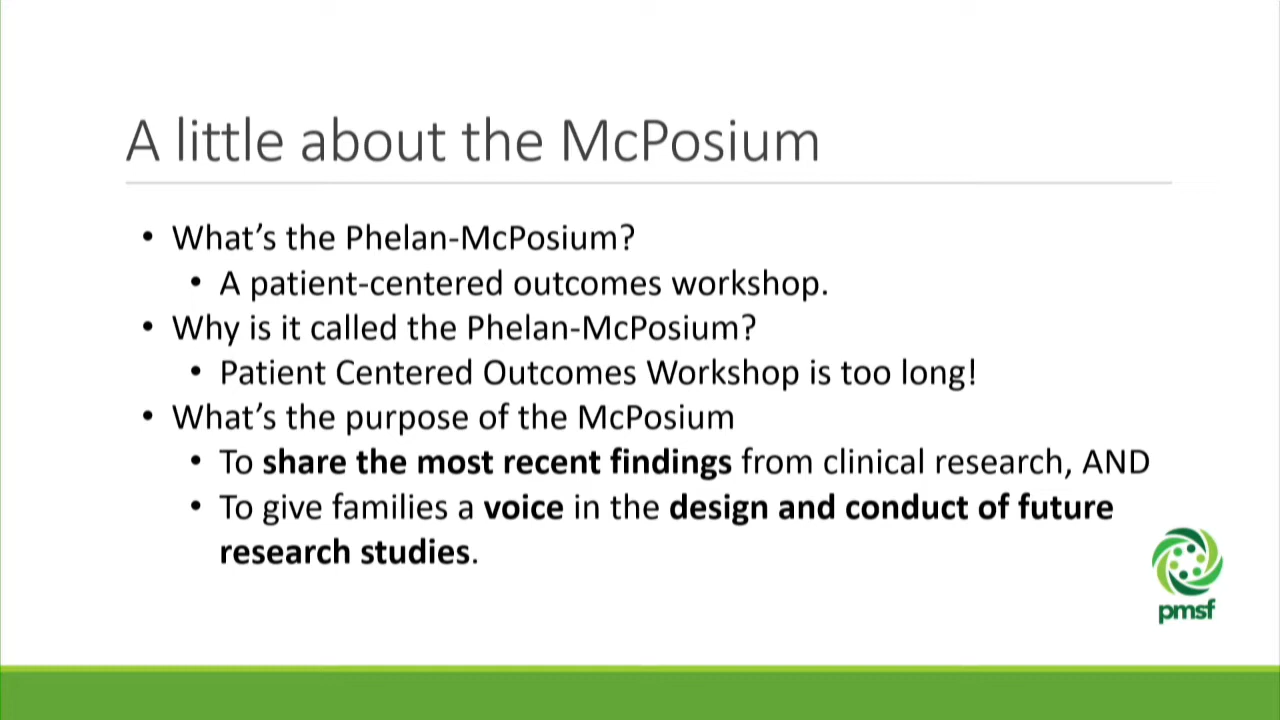 A little about the McPosium
• What’s the Phelan-McPosium?
• A patient-centered outcomes workshop.
• Why is it called the Phelan-McPosium?
• Patient Centered Outcomes Workshop is too long!
• What’s the purpose of the McPosium
• To share the most recent findings from clinical research, AND
• To give families a voice in the design and conduct of future
research studies.
pmsf